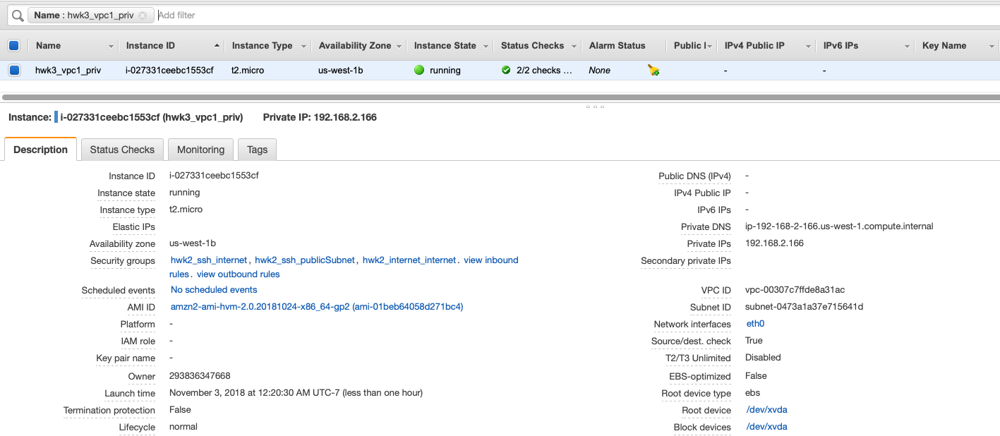 Name : hwk3_vpc1_priv Add filter
Name Instance ID Instance Type Availability Zone Instance State Status Checks Alarm Status Public I IPv4 Public IP IPv6 IPs Key Name
hwk3_vpc1_priv i-027331ceebc1553cf t2.micro us-west-1b running 2/2 checks ... None - -
Instance: i-027331ceebc1553cf (hwk3_vpc1_priv) Private IP: 192.168.2.166
Description Status Checks Monitoring Tags
Instance ID i-027331ceebc1553cf Public DNS (IPv4) -
Instance state running IPv4 Public IP -
Instance type t2.micro IPv6 IPs -
Elastic IPs Private DNS ip-192-168-2-166.us-west-1.compute.internal
Availability zone us-west-1b Private IPs 192.168.2.166
Security groups hwk2_ssh_internet, hwk2_ssh_publicSubnet, hwk2_internet_internet. view inbound Secondary private IPs
rules. view outbound rules
Scheduled events No scheduled events VPC ID vpc-00307c7ffde8a31ac
AMI ID amzn2-ami-hvm-2.0.20181024-x86_64-gp2 (ami-01beb64058d271bc4) Subnet ID subnet-0473a1a37e715641d
Platform - Network interfaces eth0
IAM role - Source/dest. check True
Key pair name - T2/T3 Unlimited Disabled
Owner 293836347668 EBS-optimized False
Launch time November 3, 2018 at 12:20:30 AM UTC-7 (less than one hour) Root device type ebs
Termination protection False Root device /dev/xvda
Lifecycle normal Block devices /dev/xvda